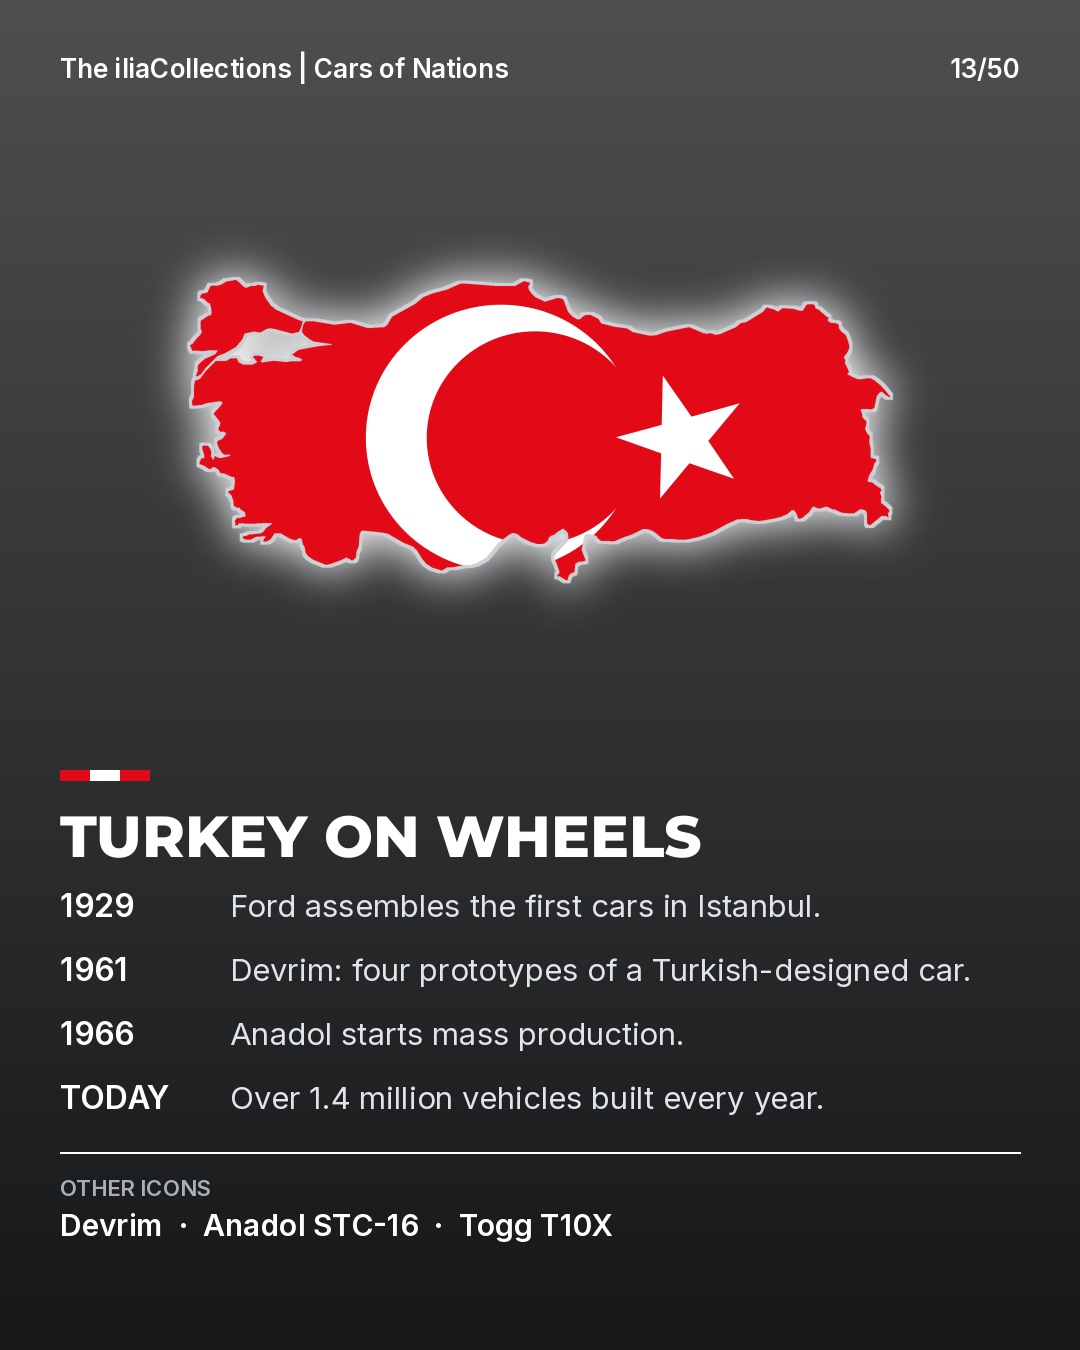 The iliaCollections | Cars of Nations
13/50
TURKEY ON WHEELS
1929 Ford assembles the first cars in Istanbul.
1961 Devrim: four prototypes of a Turkish-designed car.
1966 Anadol starts mass production.
TODAY Over 1.4 million vehicles built every year.
OTHER ICONS
Devrim · Anadol STC-16 · Togg T10X